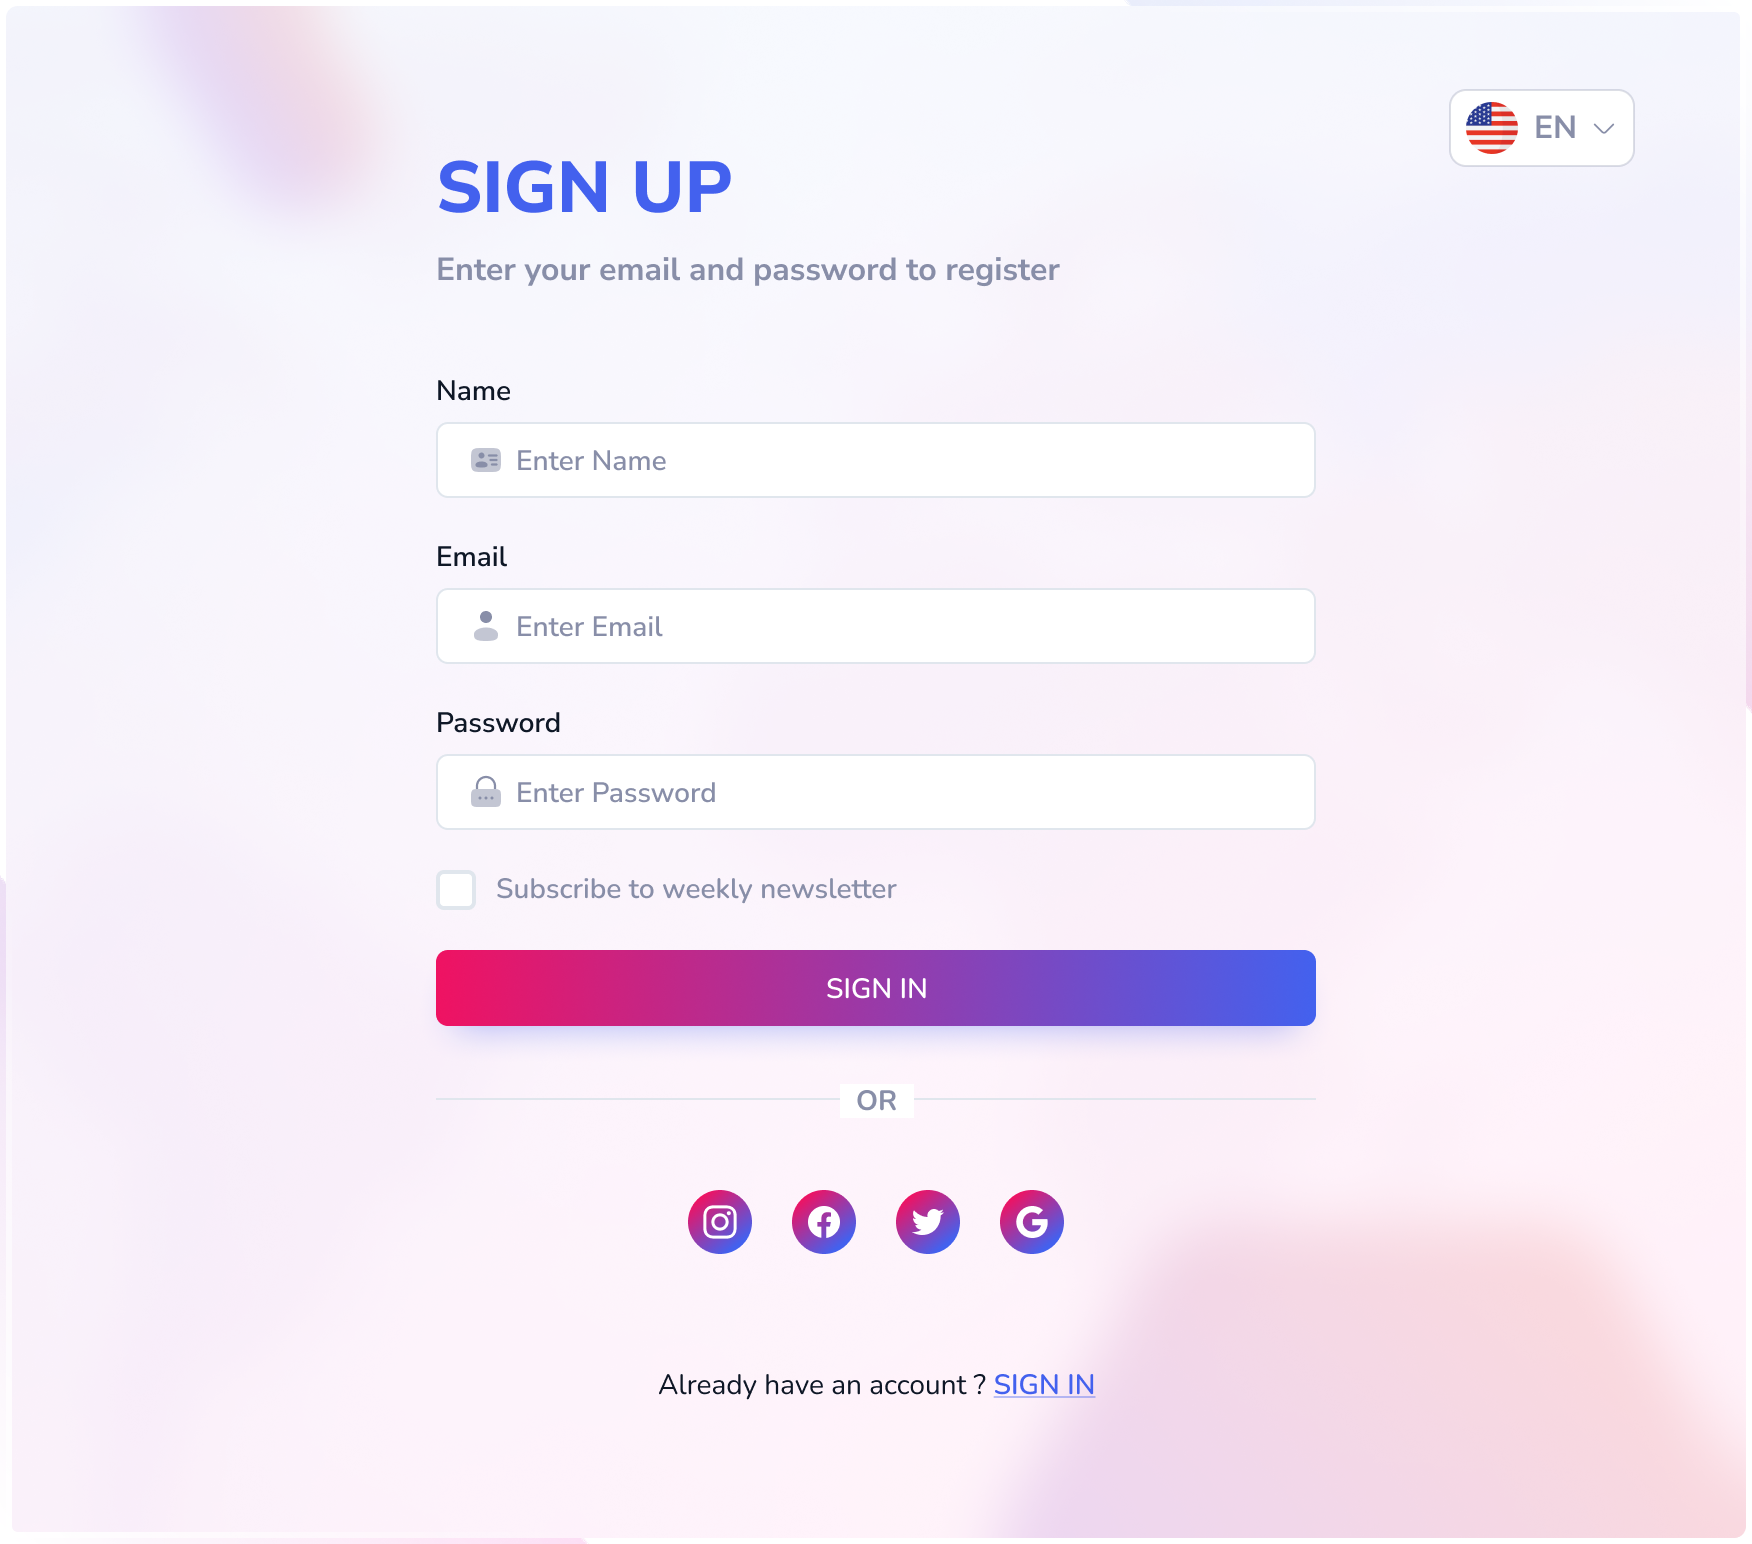 EN
SIGN UP
Enter your email and password to register
Name
Enter Name
Email
Enter Email
Password
Enter Password
Subscribe to weekly newsletter
SIGN IN
OR
Already have an account ? SIGN IN